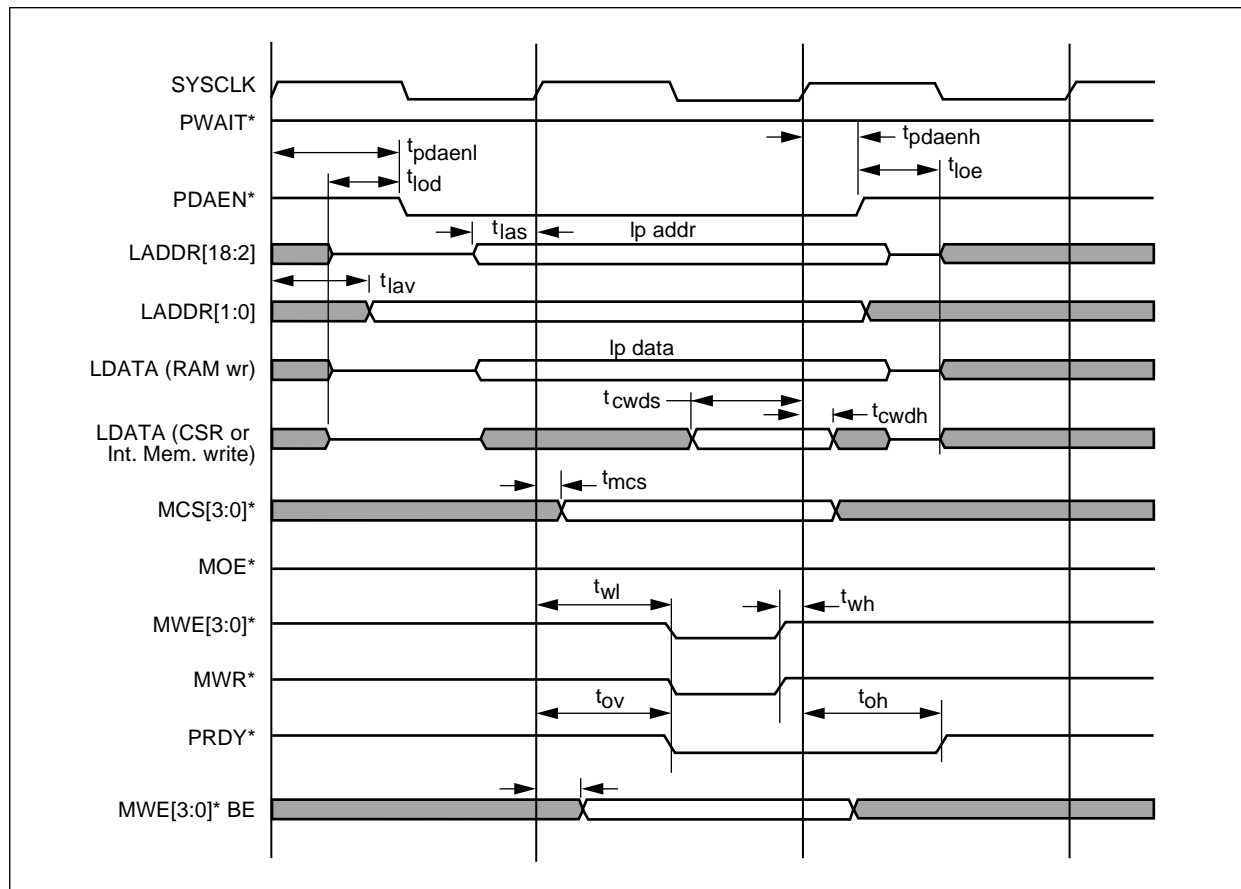 SYSCLK
PWAIT*
tpdaenh
tpdaenl
tloe
tlod
PDAEN*
tlas
lp addr
LADDR[18:2]
tlav
LADDR[1:0]
lp data
LDATA (RAM wr)
tcwds
tcwdh
LDATA (CSR or
Int. Mem. write)
tmcs
MCS[3:0]*
MOE*
twl
twh
MWE[3:0]*
MWR*
tov
toh
PRDY*
MWE[3:0]* BE